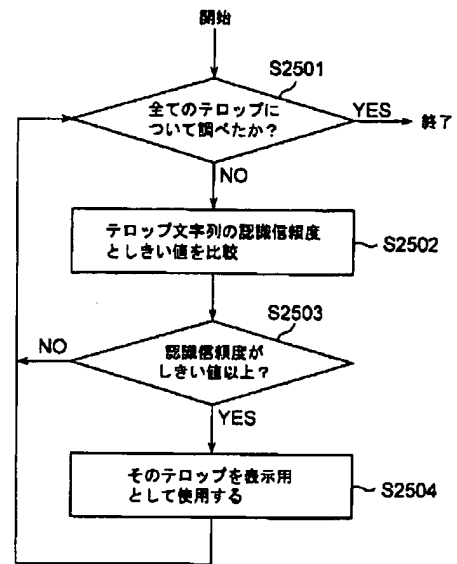 開始
S2501
全てのテロップに
ついて調べたか?
YES
終了
NO
テロップ文字列の認識信頼度
としきい値を比較
S2502
S2503
NO
認識信頼度が
しきい値以上?
YES
そのテロップを表示用
として使用する
S2504